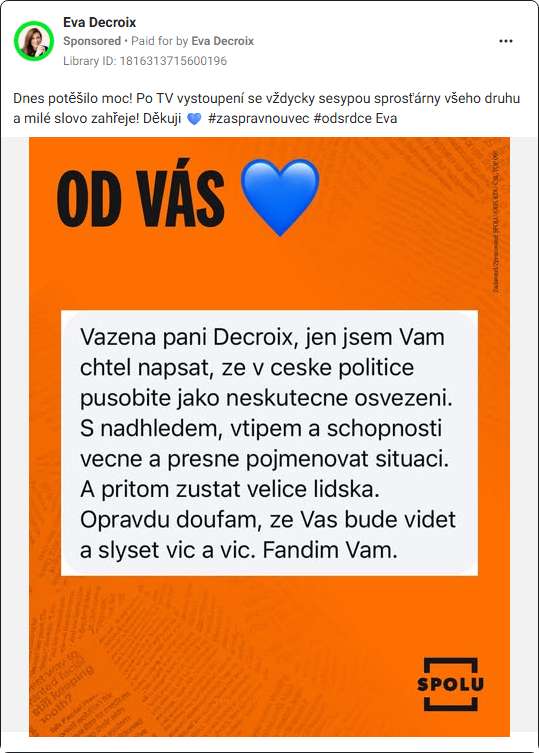 Eva Decroix
Sponsored • Paid for by Eva Decroix
Library ID: 1816313715600196
Dnes potěšilo moc! Po TV vystoupení se vždycky sesypou sprosťárny všeho druhu
a milé slovo zahřeje! Děkuji 💙 #zaspravnouvec #odsrdce Eva
OD VÁS 💙
Vazena pani Decroix, jen jsem Vam
chtel napsat, ze v ceske politice
pusobite jako neskutecne osvezeni.
S nadhledem, vtipem a schopnosti
vecne a presne pojmenovat situaci.
A pritom zustat velice lidska.
Opravdu doufam, ze Vas bude videt
a slyset vic a vic. Fandim Vam.
SPOLU